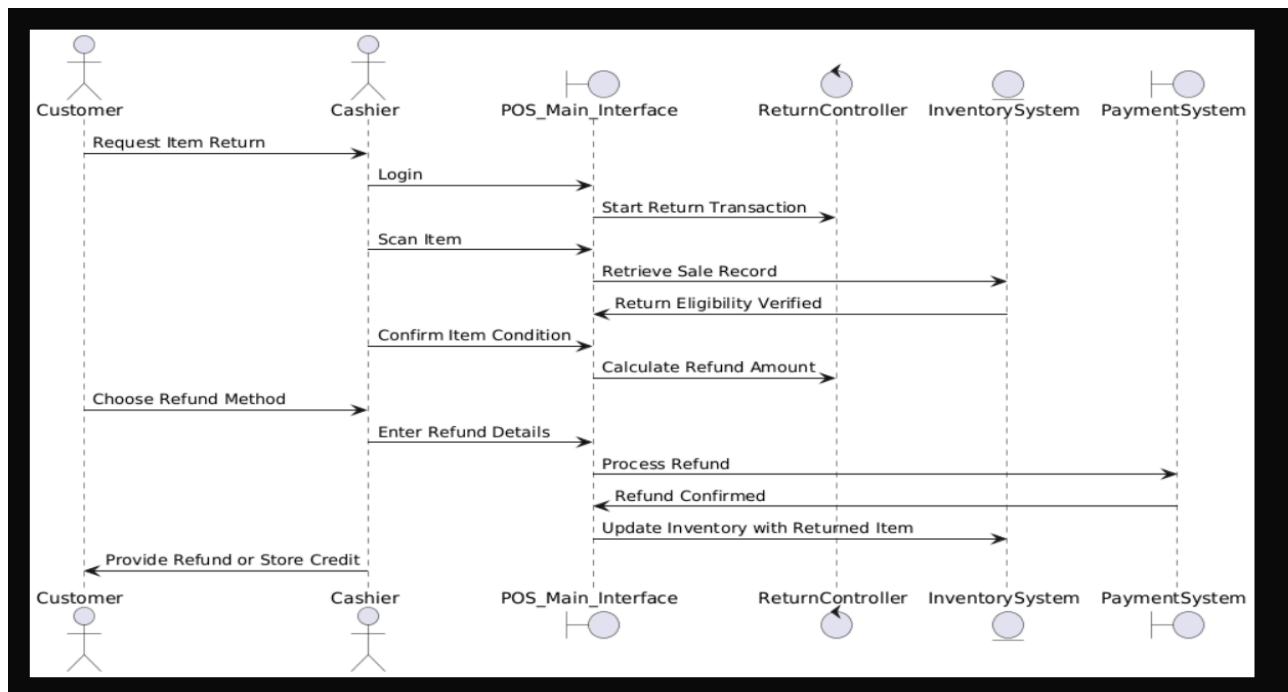 Customer Cashier POS_Main_Interface ReturnController InventorySystem PaymentSystem
Request Item Return
Login
Start Return Transaction
Scan Item
Retrieve Sale Record
Return Eligibility Verified
Confirm Item Condition
Calculate Refund Amount
Choose Refund Method
Enter Refund Details
Process Refund
Refund Confirmed
Update Inventory with Returned Item
Provide Refund or Store Credit
Customer Cashier POS_Main_Interface ReturnController InventorySystem PaymentSystem